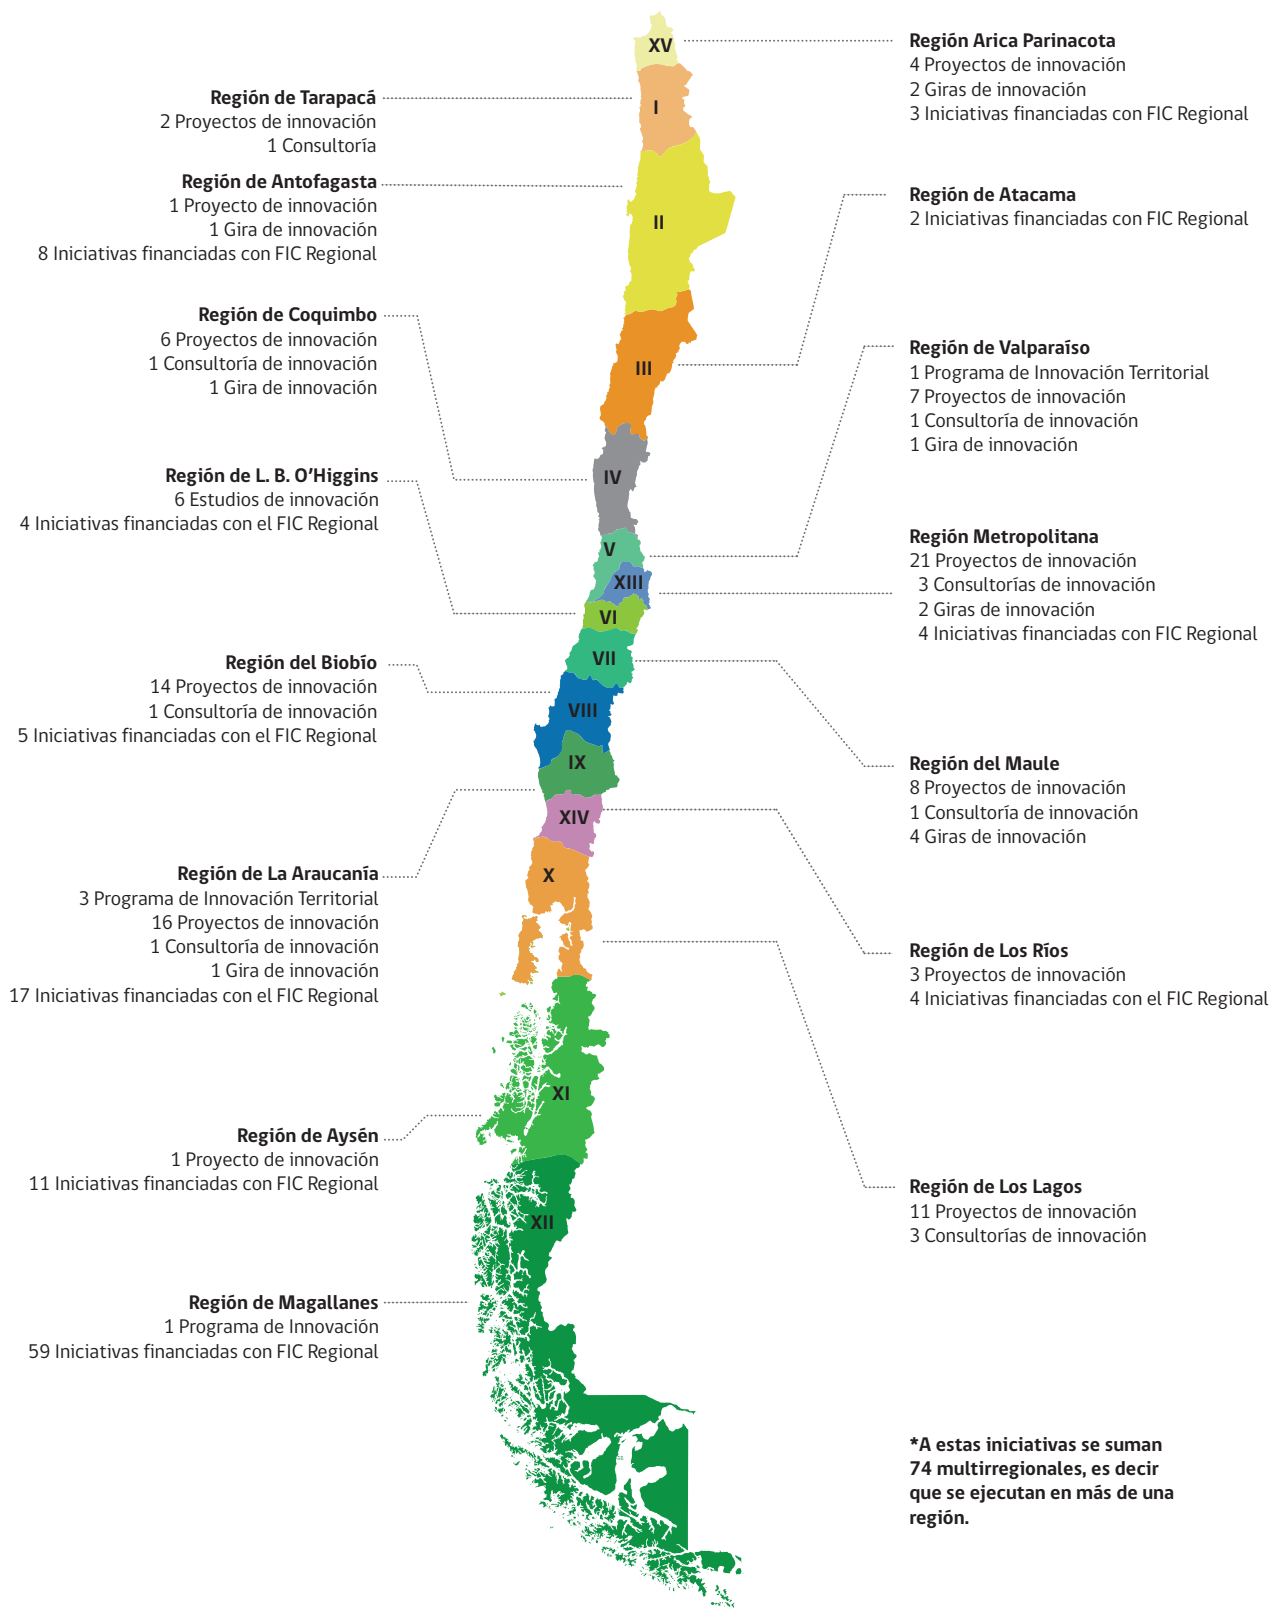 XV
I
II
III
IV
V
XIII
VI
VII
VIII
IX
XIV
X
XI
XII
Región de Tarapacá
2 Proyectos de innovación
1 Consultoría
Región de Antofagasta
1 Proyecto de innovación
1 Gira de innovación
8 Iniciativas financiadas con FIC Regional
Región de Coquimbo
6 Proyectos de innovación
1 Consultoría de innovación
1 Gira de innovación
Región de L. B. O’Higgins
6 Estudios de innovación
4 Iniciativas financiadas con el FIC Regional
Región del Biobío
14 Proyectos de innovación
1 Consultoría de innovación
5 Iniciativas financiadas con el FIC Regional
Región de La Araucanía
3 Programa de Innovación Territorial
16 Proyectos de innovación
1 Consultoría de innovación
1 Gira de innovación
17 Iniciativas financiadas con el FIC Regional
Región de Aysén
1 Proyecto de innovación
11 Iniciativas financiadas con FIC Regional
Región de Magallanes
1 Programa de Innovación
59 Iniciativas financiadas con FIC Regional
Región Arica Parinacota
4 Proyectos de innovación
2 Giras de innovación
3 Iniciativas financiadas con FIC Regional
Región de Atacama
2 Iniciativas financiadas con FIC Regional
Región de Valparaíso
1 Programa de Innovación Territorial
7 Proyectos de innovación
1 Consultoría de innovación
1 Gira de innovación
Región Metropolitana
21 Proyectos de innovación
3 Consultorías de innovación
2 Giras de innovación
4 Iniciativas financiadas con FIC Regional
Región del Maule
8 Proyectos de innovación
1 Consultoría de innovación
4 Giras de innovación
Región de Los Ríos
3 Proyectos de innovación
4 Iniciativas financiadas con el FIC Regional
Región de Los Lagos
11 Proyectos de innovación
3 Consultorías de innovación
*A estas iniciativas se suman
74 multirregionales, es decir
que se ejecutan en más de una
región.